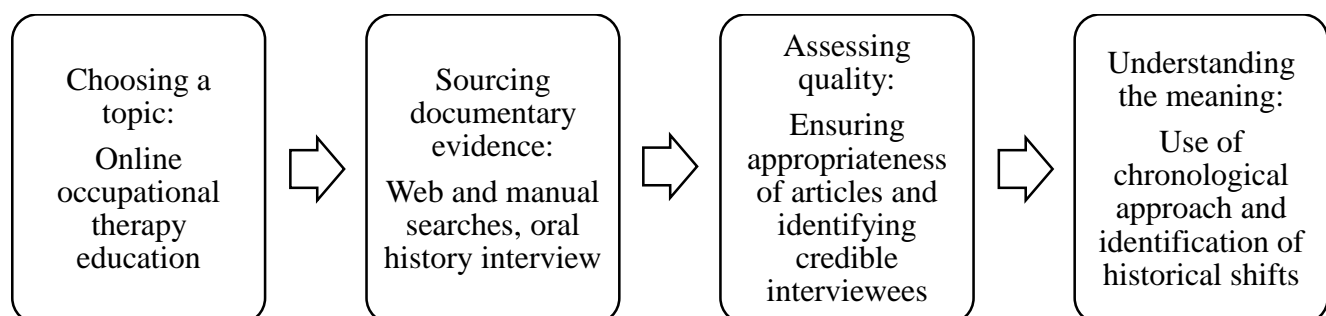 Choosing a
topic:
Online
occupational
therapy
education
Sourcing
documentary
evidence:
Web and manual
searches, oral
history interview
Assessing
quality:
Ensuring
appropriateness
of articles and
identifying
credible
interviewees
Understanding
the meaning:
Use of
chronological
approach and
identification of
historical shifts